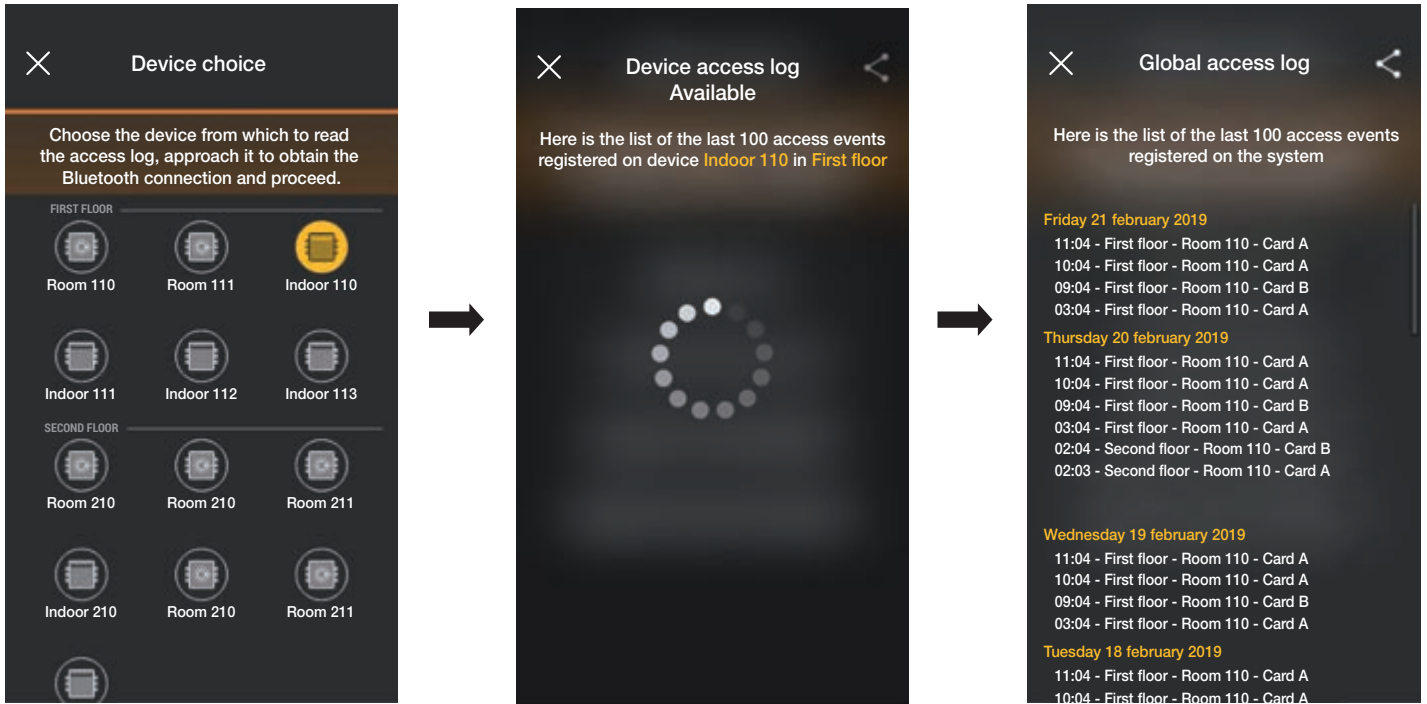 Device choice
Choose the device from which to read
the access log, approach it to obtain the
Bluetooth connection and proceed.
FIRST FLOOR
Room 110 Room 111 Indoor 110
Indoor 111 Indoor 112 Indoor 113
SECOND FLOOR
Room 210 Room 210 Room 211
Indoor 210 Room 210 Room 211
Device access log
Available
Here is the list of the last 100 access events
registered on device Indoor 110 in First floor
Global access log
Here is the list of the last 100 access events
registered on the system
Friday 21 february 2019
11:04 - First floor - Room 110 - Card A
10:04 - First floor - Room 110 - Card A
09:04 - First floor - Room 110 - Card B
03:04 - First floor - Room 110 - Card A
Thursday 20 february 2019
11:04 - First floor - Room 110 - Card A
10:04 - First floor - Room 110 - Card A
09:04 - First floor - Room 110 - Card B
03:04 - First floor - Room 110 - Card A
02:04 - Second floor - Room 110 - Card B
02:03 - Second floor - Room 110 - Card A
Wednesday 19 february 2019
11:04 - First floor - Room 110 - Card A
10:04 - First floor - Room 110 - Card A
09:04 - First floor - Room 110 - Card B
03:04 - First floor - Room 110 - Card A
Tuesday 18 february 2019
11:04 - First floor - Room 110 - Card A
10:04 - First floor - Room 110 - Card A